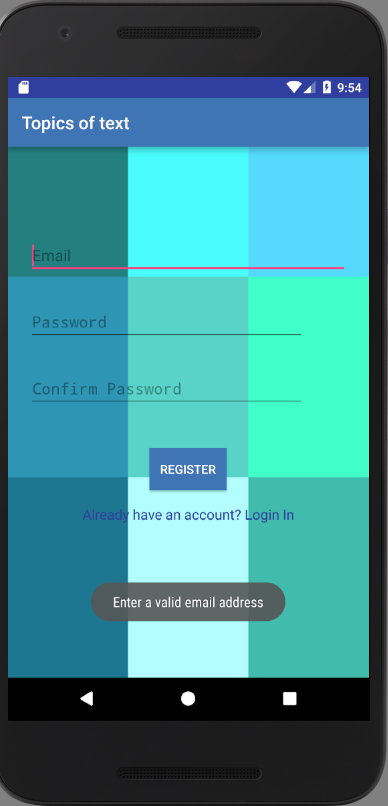 9:54
Topics of text
Email
Password
Confirm Password
REGISTER
Already have an account? Login In
Enter a valid email address